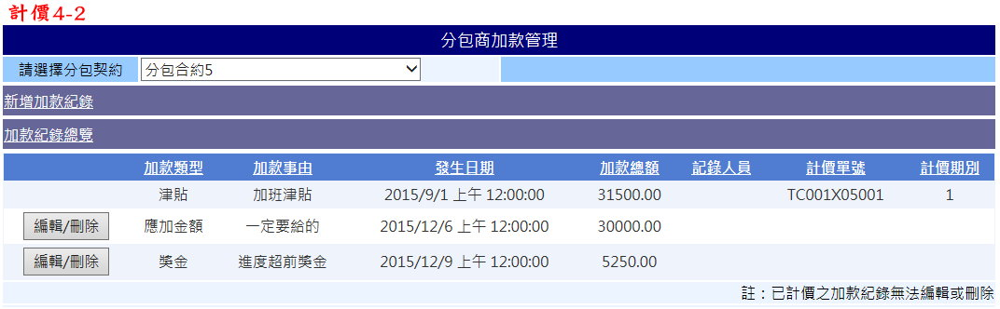 計價4-2
分包商加款管理
請選擇分包契約 分包合約5
新增加款紀錄
加款紀錄總覽
加款類型 加款事由 發生日期 加款總額 記錄人員 計價單號 計價期別
津貼 加班津貼 2015/9/1 上午 12:00:00 31500.00 TC001X05001 1
編輯/刪除 應加金額 一定要給的 2015/12/6 上午 12:00:00 30000.00
編輯/刪除 獎金 進度超前獎金 2015/12/9 上午 12:00:00 5250.00
註：已計價之加款紀錄無法編輯或刪除